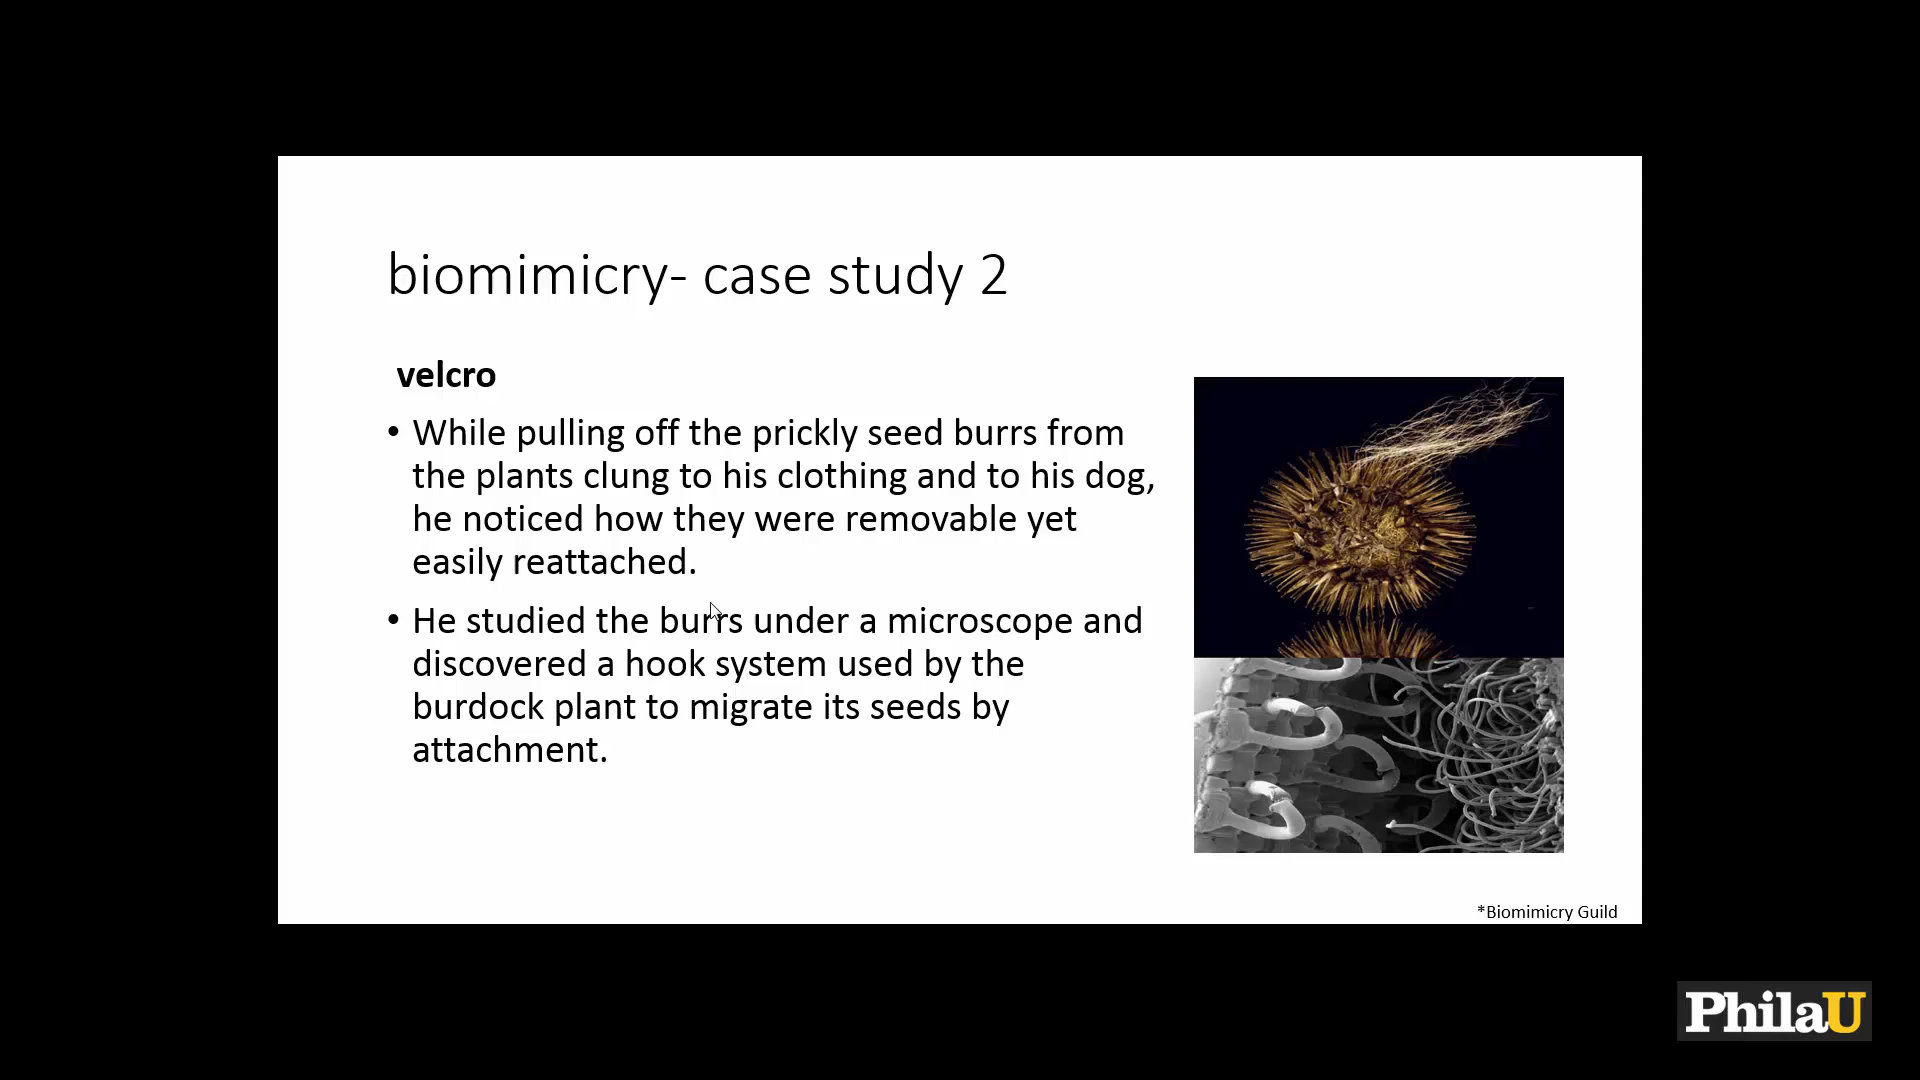 biomimicry- case study 2
velcro
• While pulling off the prickly seed burrs from
the plants clung to his clothing and to his dog,
he noticed how they were removable yet
easily reattached.
• He studied the burrs under a microscope and
discovered a hook system used by the
burdock plant to migrate its seeds by
attachment.
*Biomimicry Guild
PhilaU